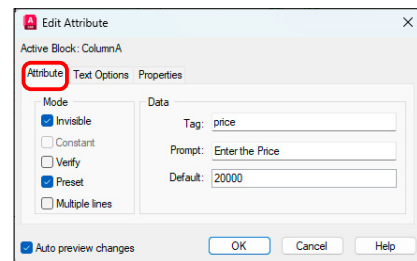 Edit Attribute
Active Block: ColumnA
Attribute Text Options Properties
Mode
Invisible
Constant
Verify
Preset
Multiple lines
Data
Tag: price
Prompt: Enter the Price
Default: 20000
Auto preview changes
OK Cancel Help